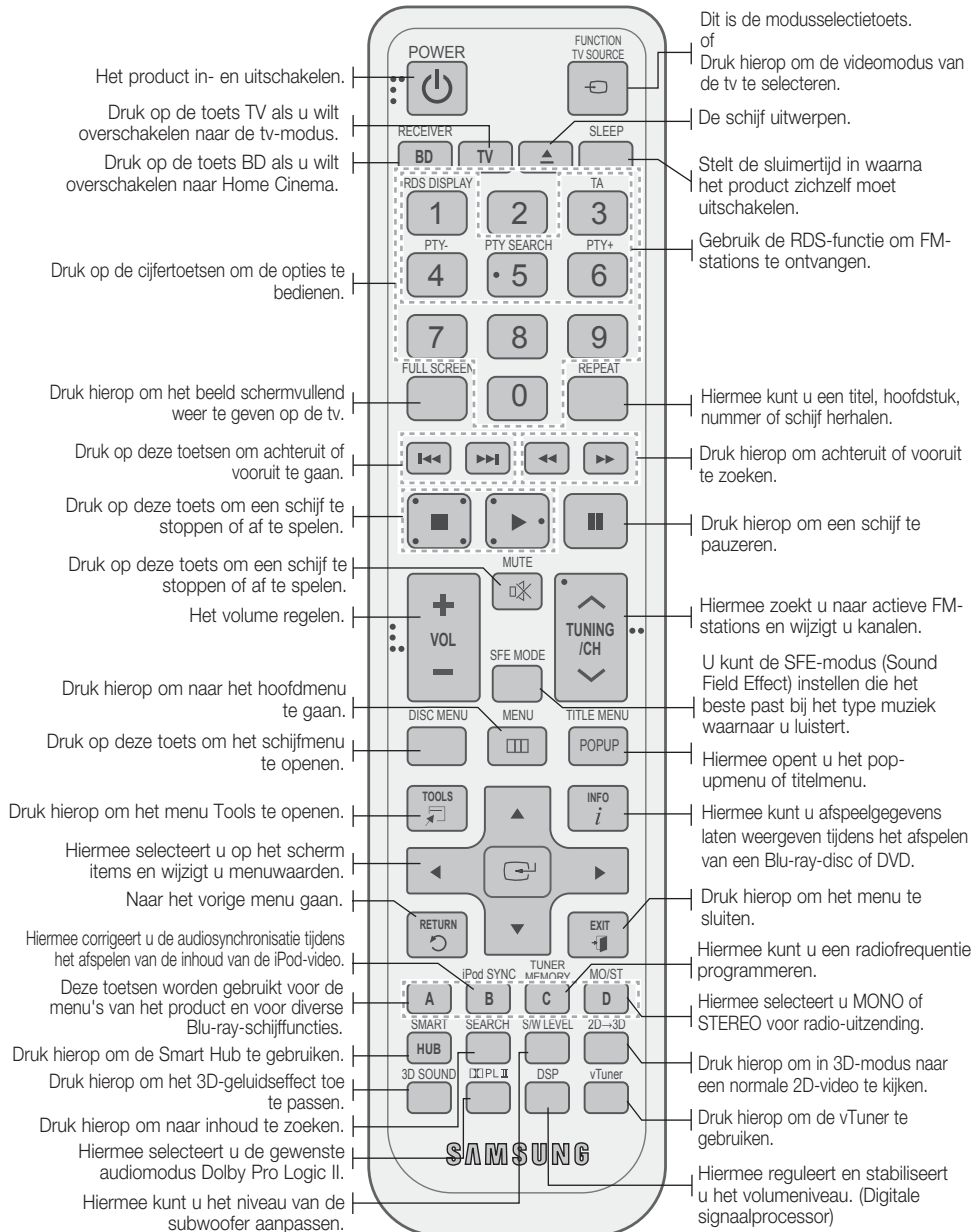 Het product in- en uitschakelen.
Druk op de toets TV als u wilt
overschakelen naar de tv-modus.
Druk op de toets BD als u wilt
overschakelen naar Home Cinema.
Druk op de cijfertoetsen om de opties te
bedienen.
Druk hierop om het beeld schermvullend
weer te geven op de tv.
Druk op deze toetsen om achteruit of
vooruit te gaan.
Druk op deze toets om een schijf te
stoppen of af te spelen.
Druk op deze toets om een schijf te
stoppen of af te spelen.
Het volume regelen.
Druk hierop om naar het hoofdmenu
te gaan.
Druk op deze toets om het schijfmenu
te openen.
Druk hierop om het menu Tools te openen.
Hiermee selecteert u op het scherm
items en wijzigt u menuwaarden.
Naar het vorige menu gaan.
Hiermee corrigeert u de audiosynchronisatie tijdens
het afspelen van de inhoud van de iPod-video.
Deze toetsen worden gebruikt voor de
menu's van het product en voor diverse
Blu-ray-schijffuncties.
Druk hierop om de Smart Hub te gebruiken.
Druk hierop om het 3D-geluidseffect toe
te passen.
Druk hierop om naar inhoud te zoeken.
Hiermee selecteert u de gewenste
audiomodus Dolby Pro Logic II.
Hiermee kunt u het niveau van de
subwoofer aanpassen.
POWER
FUNCTION
TV SOURCE
RECEIVER
SLEEP
BD
TV
RDS DISPLAY
TA
1
2
3
PTY-
PTY SEARCH
PTY+
4
5
6
7
8
9
FULL SCREEN
REPEAT
0
MUTE
VOL
TUNING
/CH
SFE MODE
DISC MENU
MENU
TITLE MENU
POPUP
TOOLS
INFO
i
RETURN
EXIT
iPod SYNC
TUNER
MEMORY
MO/ST
A
B
C
D
SMART
SEARCH
S/W LEVEL
2D→3D
HUB
3D SOUND
PL II
DSP
vTuner
SAMSUNG
Dit is de modusselectietoets.
of
Druk hierop om de videomodus van
de tv te selecteren.
De schijf uitwerpen.
Stelt de sluimertijd in waarna
het product zichzelf moet
uitschakelen.
Gebruik de RDS-functie om FM-
stations te ontvangen.
Hiermee kunt u een titel, hoofdstuk,
nummer of schijf herhalen.
Druk hierop om achteruit of vooruit
te zoeken.
Druk hierop om een schijf te
pauzeren.
Hiermee zoekt u naar actieve FM-
stations en wijzigt u kanalen.
U kunt de SFE-modus (Sound
Field Effect) instellen die het
beste past bij het type muziek
waarnaar u luistert.
Hiermee opent u het pop-
upmenu of titelmenu.
Hiermee kunt u afspeelgegevens
laten weergeven tijdens het afspelen
van een Blu-ray-disc of DVD.
Druk hierop om het menu te
sluiten.
Hiermee kunt u een radiofrequentie
programmeren.
Hiermee selecteert u MONO of
STEREO voor radio-uitzending.
Druk hierop om in 3D-modus naar
een normale 2D-video te kijken.
Druk hierop om de vTuner te
gebruiken.
Hiermee reguleert en stabiliseert
u het volumeniveau. (Digitale
signaalprocessor)